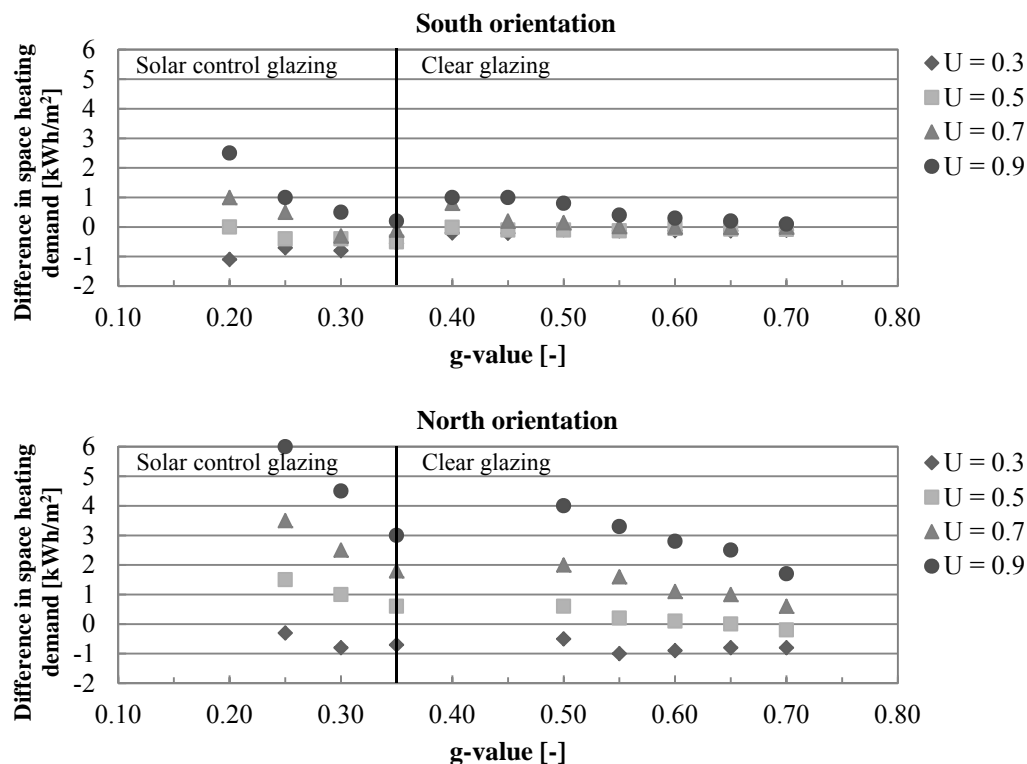 South orientation
Difference in space heating
demand [kWh/m²]
6
5
4
3
2
1
0
-1
-2
Solar control glazing
Clear glazing
0.10 0.20 0.30 0.40 0.50 0.60 0.70 0.80
g-value [-]
U = 0.3
U = 0.5
U = 0.7
U = 0.9
North orientation
Difference in space heating
demand [kWh/m²]
6
5
4
3
2
1
0
-1
-2
Solar control glazing
Clear glazing
0.10 0.20 0.30 0.40 0.50 0.60 0.70 0.80
g-value [-]
U = 0.3
U = 0.5
U = 0.7
U = 0.9